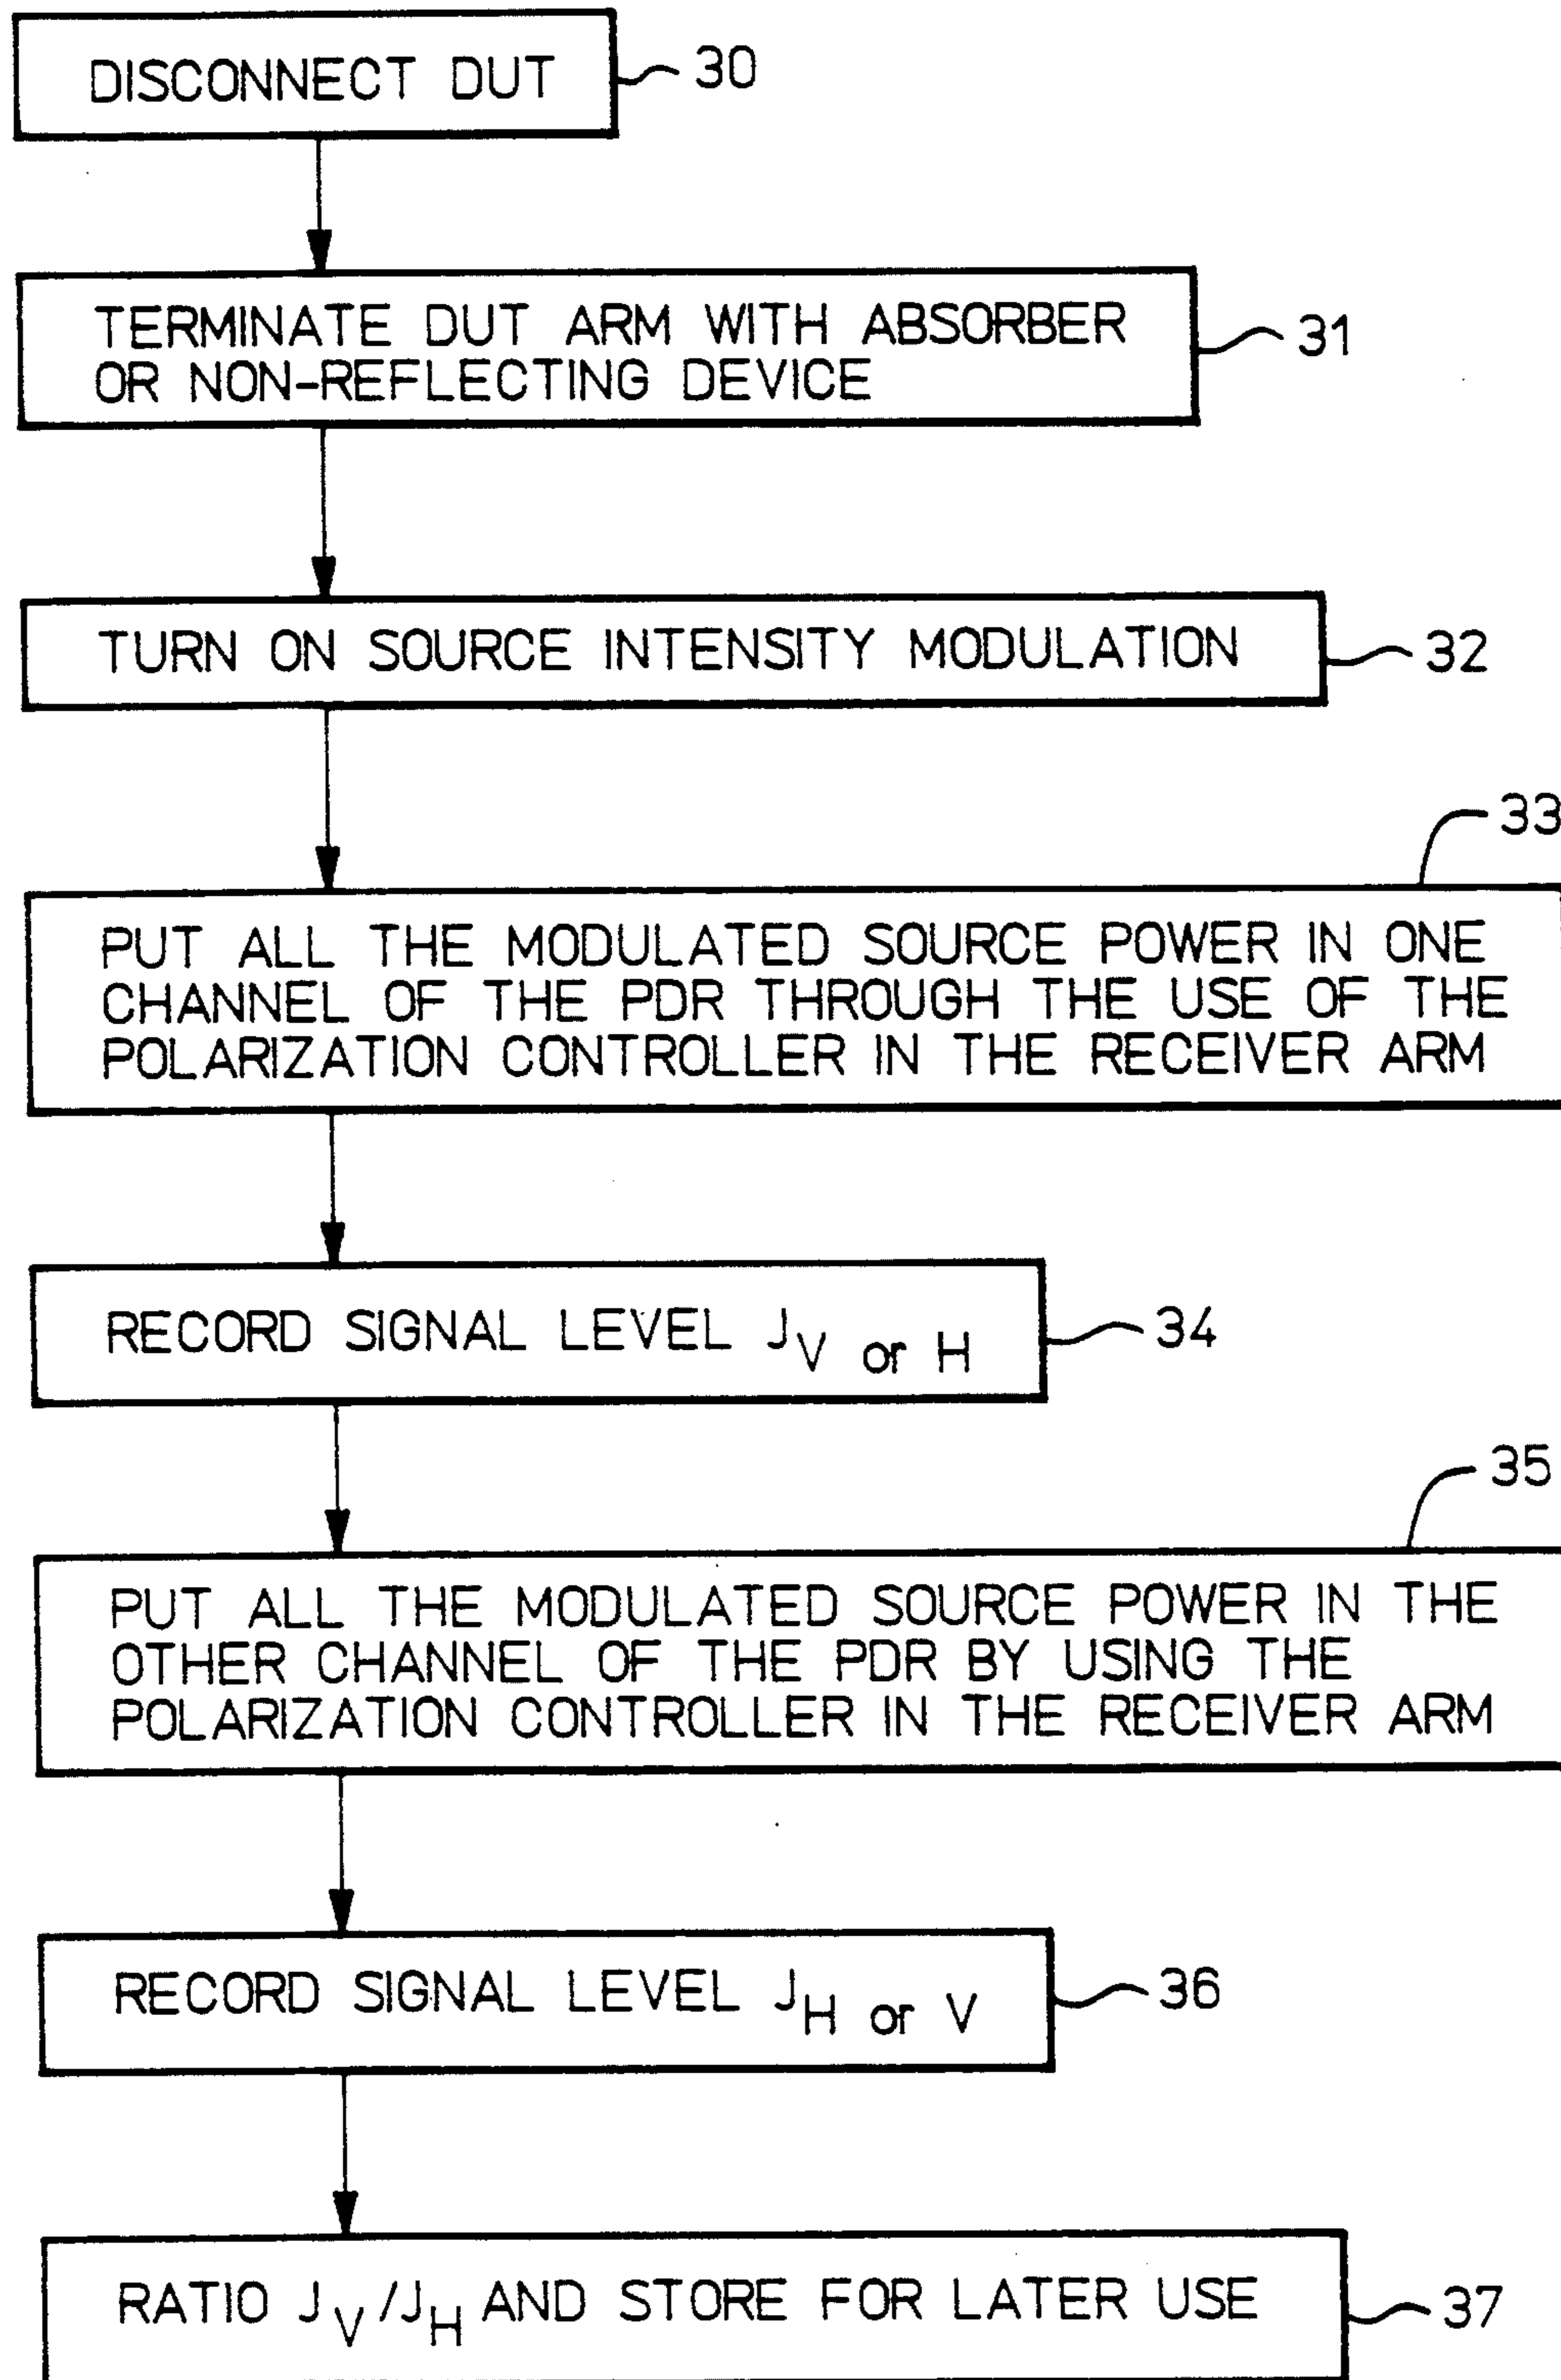 DISCONNECT DUT
30
TERMINATE DUT ARM WITH ABSORBER
OR NON-REFLECTING DEVICE
31
TURN ON SOURCE INTENSITY MODULATION
32
33
PUT ALL THE MODULATED SOURCE POWER IN ONE
CHANNEL OF THE PDR THROUGH THE USE OF THE
POLARIZATION CONTROLLER IN THE RECEIVER ARM
RECORD SIGNAL LEVEL JV or H
34
35
PUT ALL THE MODULATED SOURCE POWER IN THE
OTHER CHANNEL OF THE PDR BY USING THE
POLARIZATION CONTROLLER IN THE RECEIVER ARM
RECORD SIGNAL LEVEL JH or V
36
RATIO JV/JH AND STORE FOR LATER USE
37